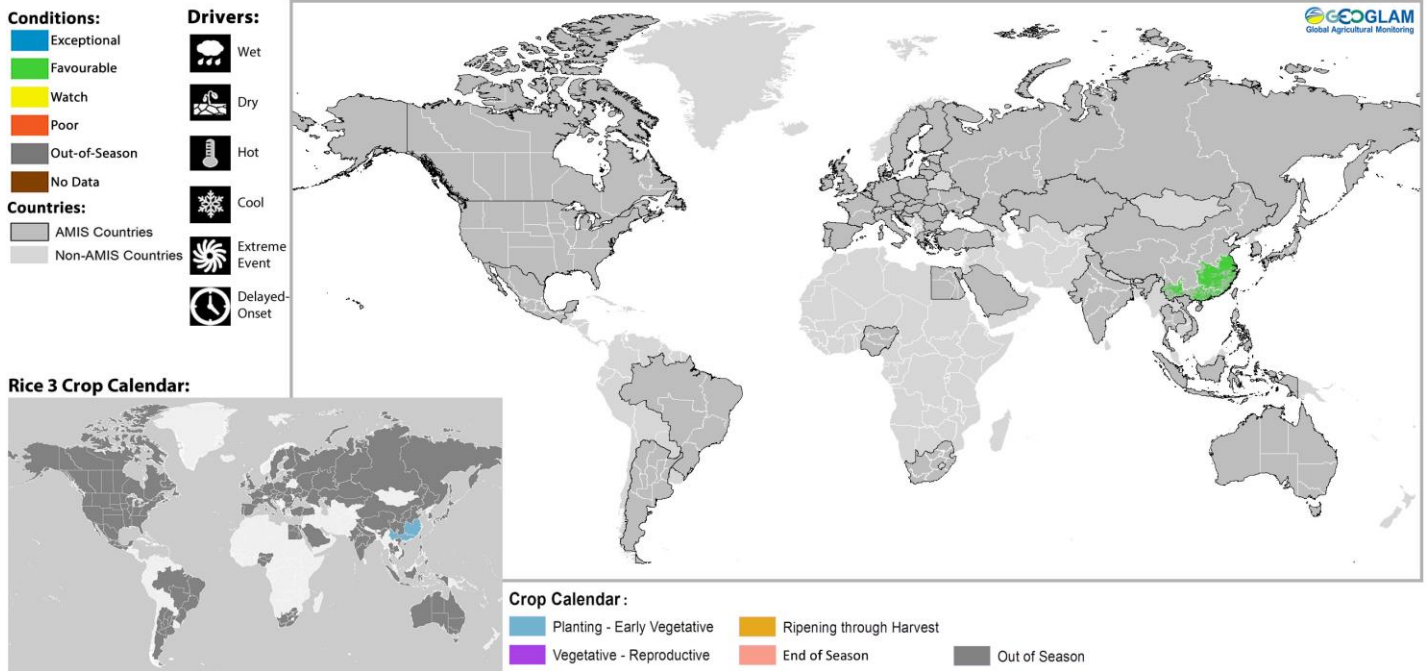 Conditions:
Exceptional
Favourable
Watch
Poor
Out-of-Season
No Data
Countries:
AMIS Countries
Non-AMIS Countries
Drivers:
Wet
Dry
Hot
Cool
Extreme
Event
Delayed-
Onset
GEOGLAM
Global Agricultural Monitoring
Rice 3 Crop Calendar:
Crop Calendar :
Planting - Early Vegetative
Vegetative - Reproductive
Ripening through Harvest
End of Season
Out of Season